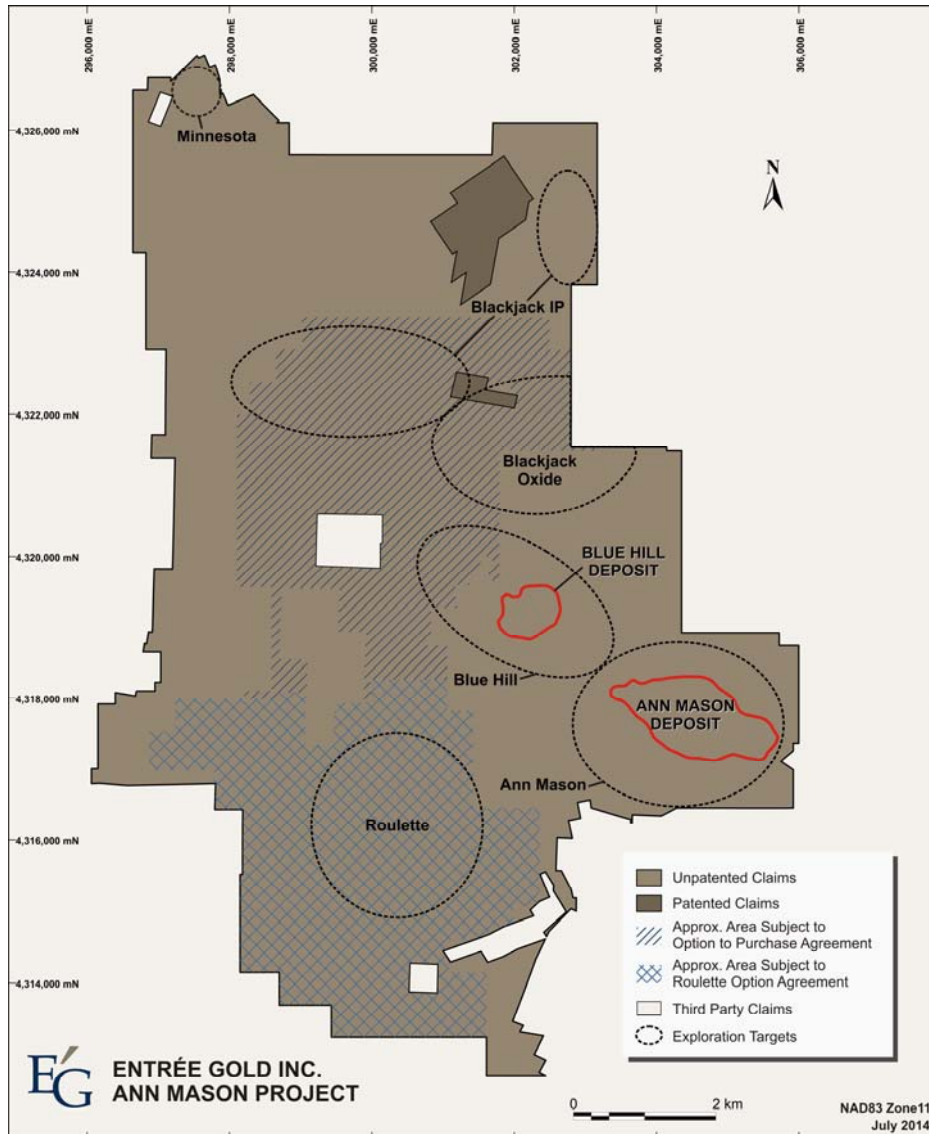 296,000 mE
298,000 mE
300,000 mE
302,000 mE
304,000 mE
306,000 mE
4,326,000 mN
4,324,000 mN
4,322,000 mN
4,320,000 mN
4,318,000 mN
4,316,000 mN
4,314,000 mN
Minnesota
N
Blackjack IP
Blackjack
Oxide
BLUE HILL
DEPOSIT
Blue Hill
ANN MASON
DEPOSIT
Ann Mason
Roulette
Unpatented Claims
Patented Claims
Approx. Area Subject to
Option to Purchase Agreement
Approx. Area Subject to
Roulette Option Agreement
Third Party Claims
Exploration Targets
EG
ENTRÉE GOLD INC.
ANN MASON PROJECT
0 2 km
NAD83 Zone11
July 2014